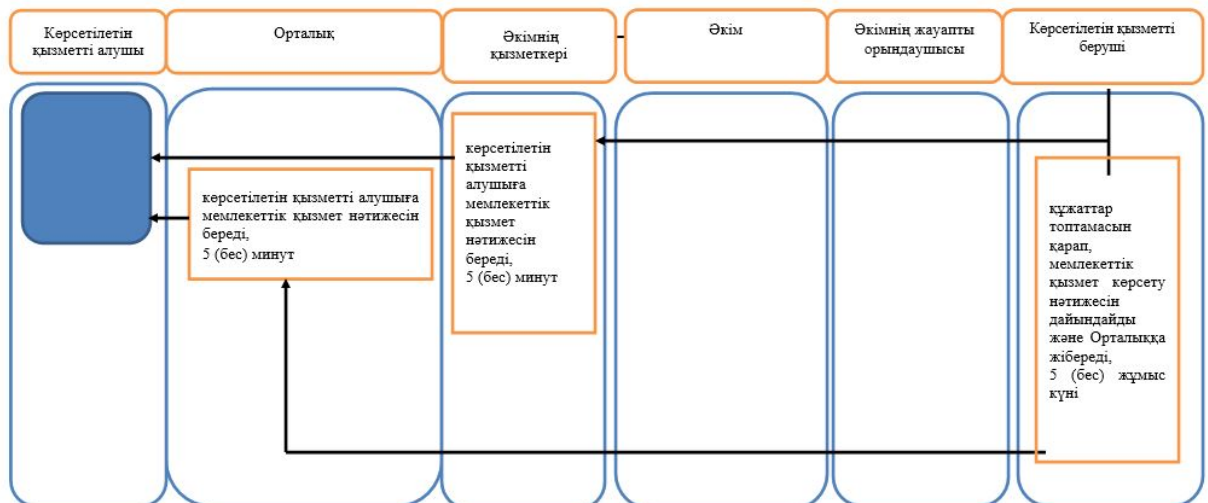 Көрсетілетін
қызметті алушы
Орталық
Әкімнің
қызметкері
Әкім
Әкімнің жауапты
орындаушысы
Көрсетілетін қызметті
беруші
көрсетілетін қызметті алушыға
мемлекеттік қызмет нәтижесін
береді,
5 (бес) минут
көрсетілетін
қызметті
алушыға
мемлекеттік
қызмет
нәтижесін
береді,
5 (бес) минут
құжаттар
топтамасын
қарап,
мемлекеттік
қызмет көрсету
нәтижесін
дайындайды
және Орталыққа
жібереді,
5 (бес) жұмыс
күні